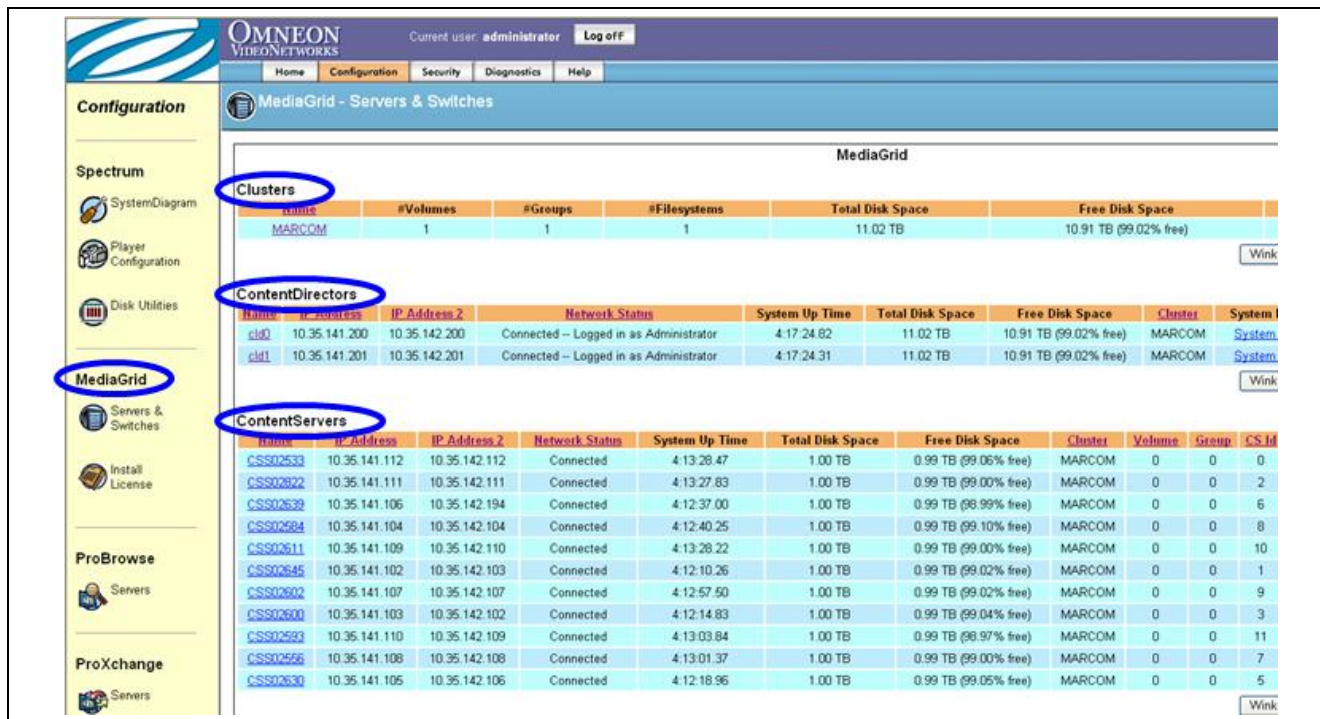 OMNEON
VIDEONETWORKS
Current user: administrator Log off
Home Configuration Security Diagnostics Help
Configuration
MediaGrid - Servers & Switches
Spectrum
SystemDiagram
Player
Configuration
Disk Utilities
MediaGrid
Servers &
Switches
Install
License
ProBrowse
Servers
ProXchange
Servers
MediaGrid
Clusters
Name #Volumes #Groups #Filesystems Total Disk Space Free Disk Space
MARCOM 1 1 1 11.02 TB 10.91 TB (99.02% free)
Wink
ContentDirectors
Name IP Address IP Address 2 Network Status System Up Time Total Disk Space Free Disk Space Cluster System
cld0 10.35.141.200 10.35.142.200 Connected -- Logged in as Administrator 4:17:24.82 11.02 TB 10.91 TB (99.02% free) MARCOM System
cld1 10.35.141.201 10.35.142.201 Connected -- Logged in as Administrator 4:17:24.31 11.02 TB 10.91 TB (99.02% free) MARCOM System
Wink
ContentServers
Name IP Address IP Address 2 Network Status System Up Time Total Disk Space Free Disk Space Cluster Volume Group CS Id
CSS02533 10.35.141.112 10.35.142.112 Connected 4:13:28.47 1.00 TB 0.99 TB (99.06% free) MARCOM 0 0 0
CSS02822 10.35.141.111 10.35.142.111 Connected 4:13:27.83 1.00 TB 0.99 TB (99.00% free) MARCOM 0 0 2
CSS02639 10.35.141.106 10.35.142.194 Connected 4:12:37.00 1.00 TB 0.99 TB (98.99% free) MARCOM 0 0 6
CSS02584 10.35.141.104 10.35.142.104 Connected 4:12:40.25 1.00 TB 0.99 TB (99.10% free) MARCOM 0 0 8
CSS02611 10.35.141.109 10.35.142.110 Connected 4:13:28.22 1.00 TB 0.99 TB (99.00% free) MARCOM 0 0 10
CSS02645 10.35.141.102 10.35.142.103 Connected 4:12:10.26 1.00 TB 0.99 TB (99.02% free) MARCOM 0 0 1
CSS02602 10.35.141.107 10.35.142.107 Connected 4:12:57.50 1.00 TB 0.99 TB (99.02% free) MARCOM 0 0 9
CSS02600 10.35.141.103 10.35.142.102 Connected 4:12:14.83 1.00 TB 0.99 TB (99.04% free) MARCOM 0 0 3
CSS02593 10.35.141.110 10.35.142.109 Connected 4:13:03.84 1.00 TB 0.99 TB (98.97% free) MARCOM 0 0 11
CSS02556 10.35.141.108 10.35.142.108 Connected 4:13:01.37 1.00 TB 0.99 TB (99.00% free) MARCOM 0 0 7
CSS02630 10.35.141.105 10.35.142.106 Connected 4:12:18.96 1.00 TB 0.99 TB (99.05% free) MARCOM 0 0 5
Wink